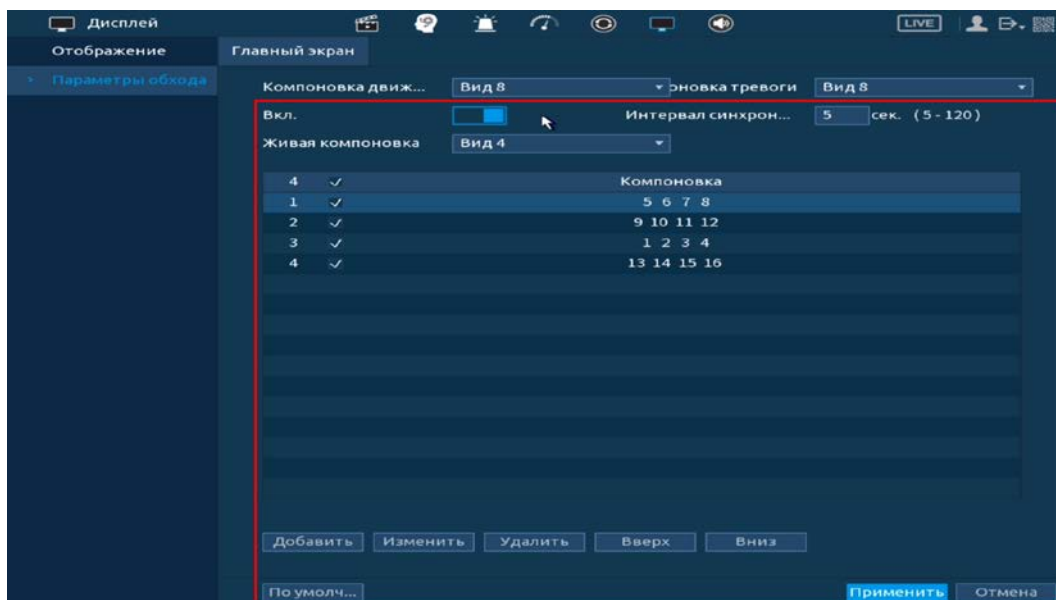 Дисплей LIVE
Отображение Главный экран
Параметры обхода
Компоновка движ... Вид 8 оновка тревоги Вид 8
Вкл. Интервал синхрон... 5 сек. (5 - 120)
Живая компоновка Вид 4
4 Компоновка
1 5 6 7 8
2 9 10 11 12
3 1 2 3 4
4 13 14 15 16
Добавить Изменить Удалить Вверх Вниз
По умолч... Применить Отмена